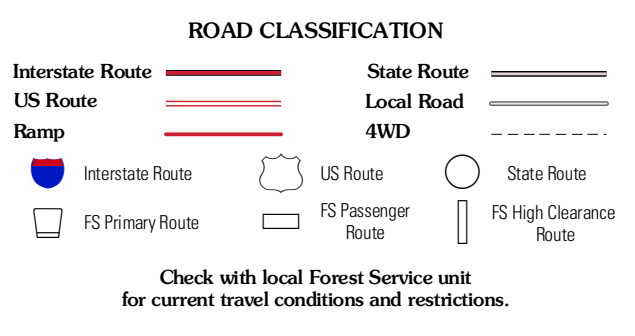 ROAD CLASSIFICATION
Interstate Route
State Route
US Route
Local Road
Ramp
4WD
Interstate Route
US Route
State Route
FS Primary Route
FS Passenger
Route
FS High Clearance
Route
Check with local Forest Service unit
for current travel conditions and restrictions.